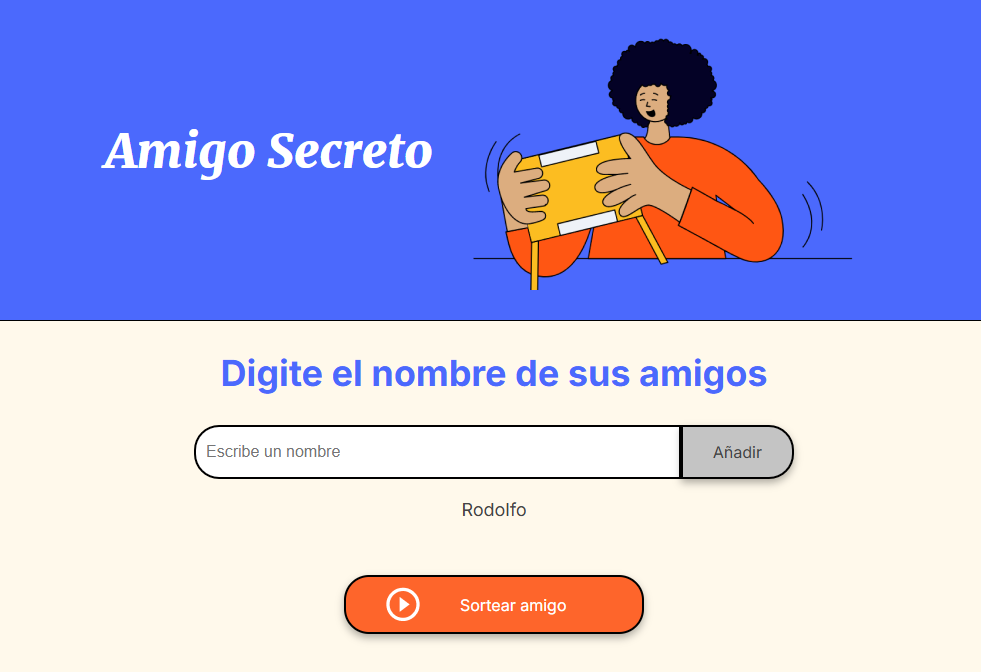 Amigo Secreto
Digite el nombre de sus amigos
Escribe un nombre
Añadir
Rodolfo
Sortear amigo